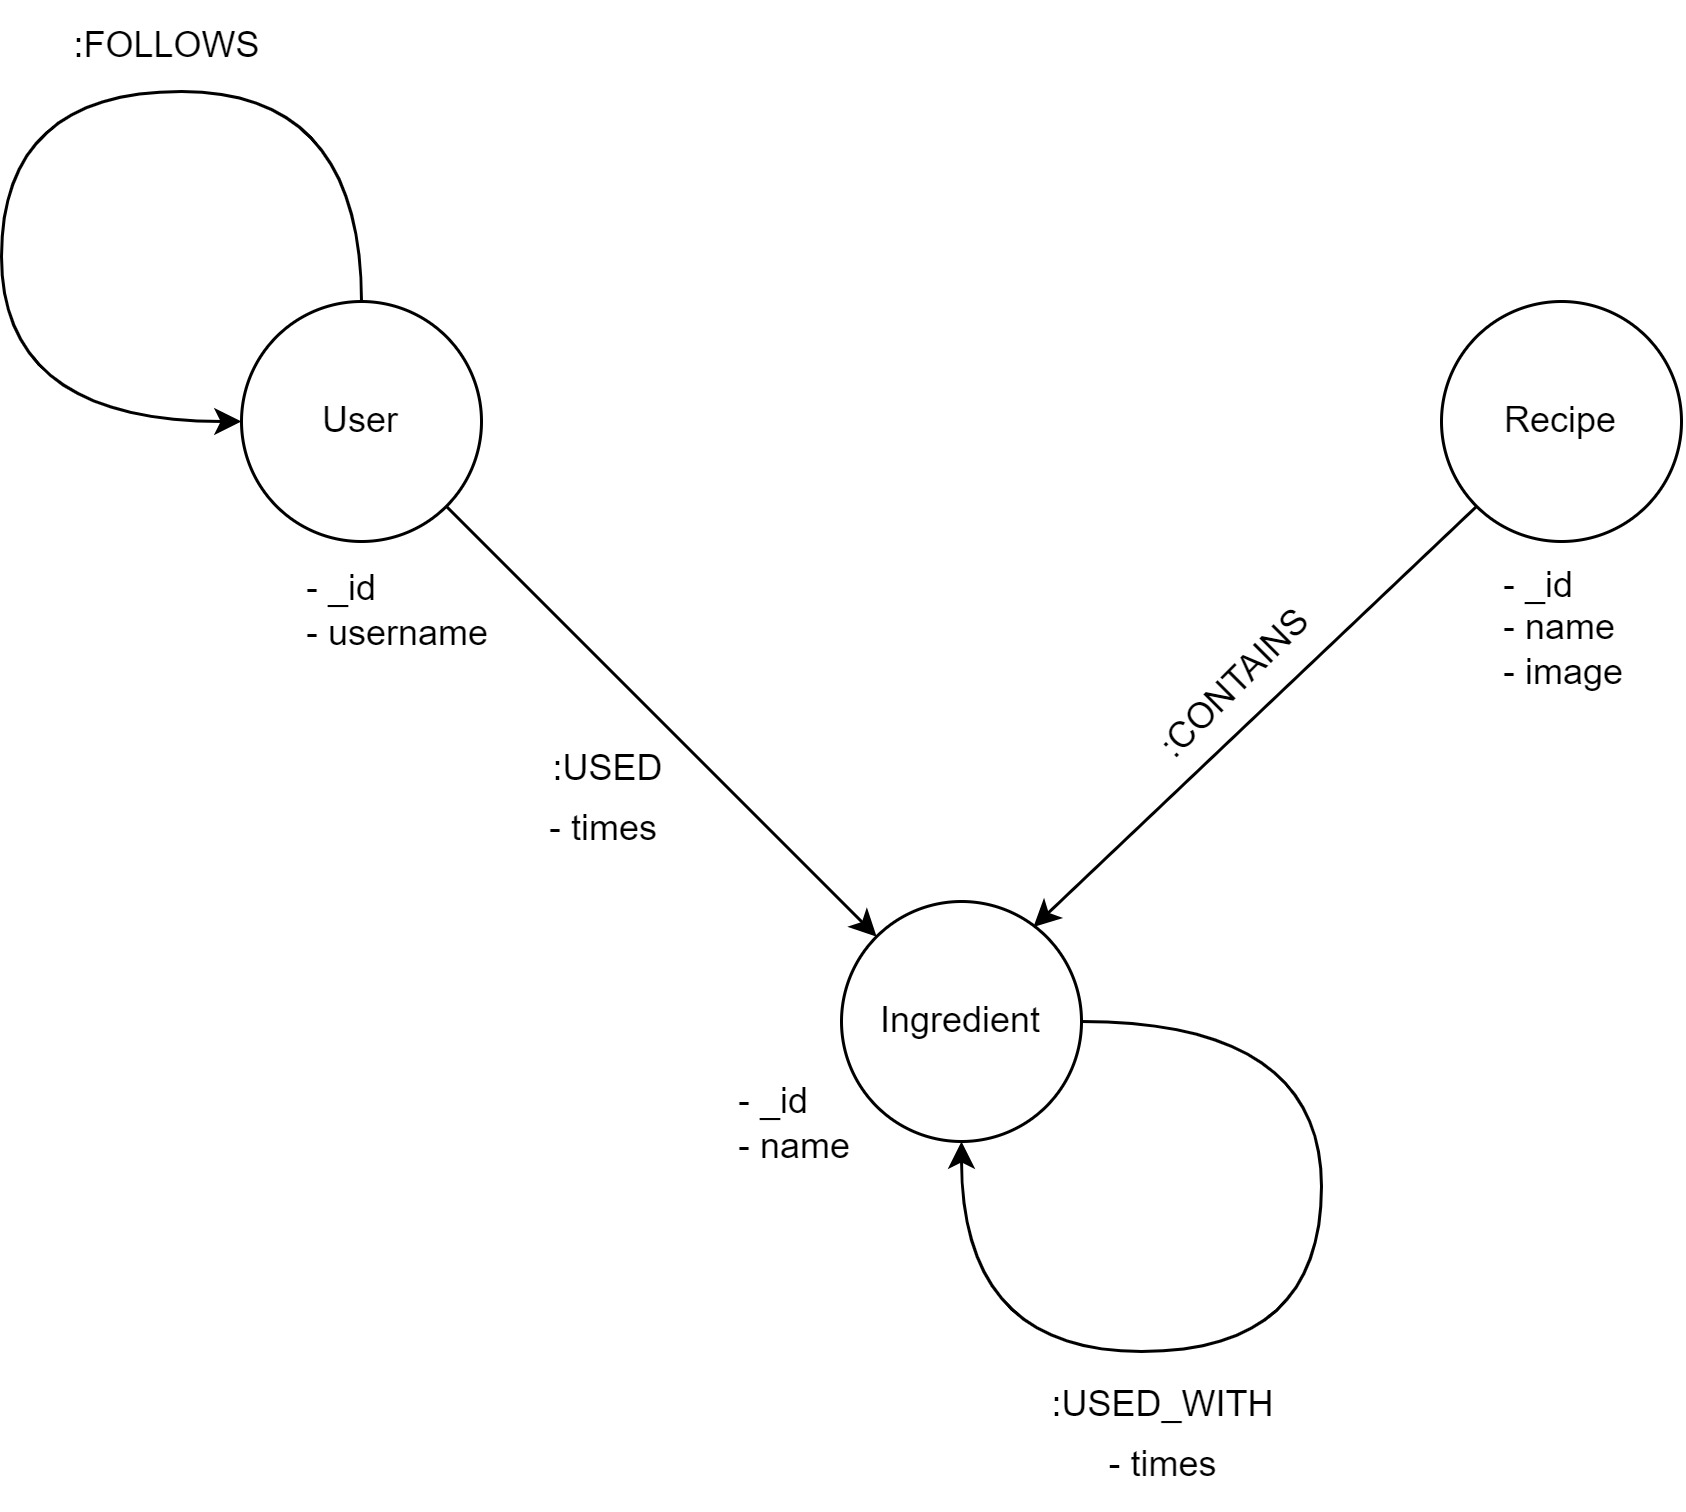 :FOLLOWS
User
- _id
- username
Recipe
- _id
- name
- image
:USED
- times
:CONTAINS
Ingredient
- _id
- name
:USED_WITH
- times